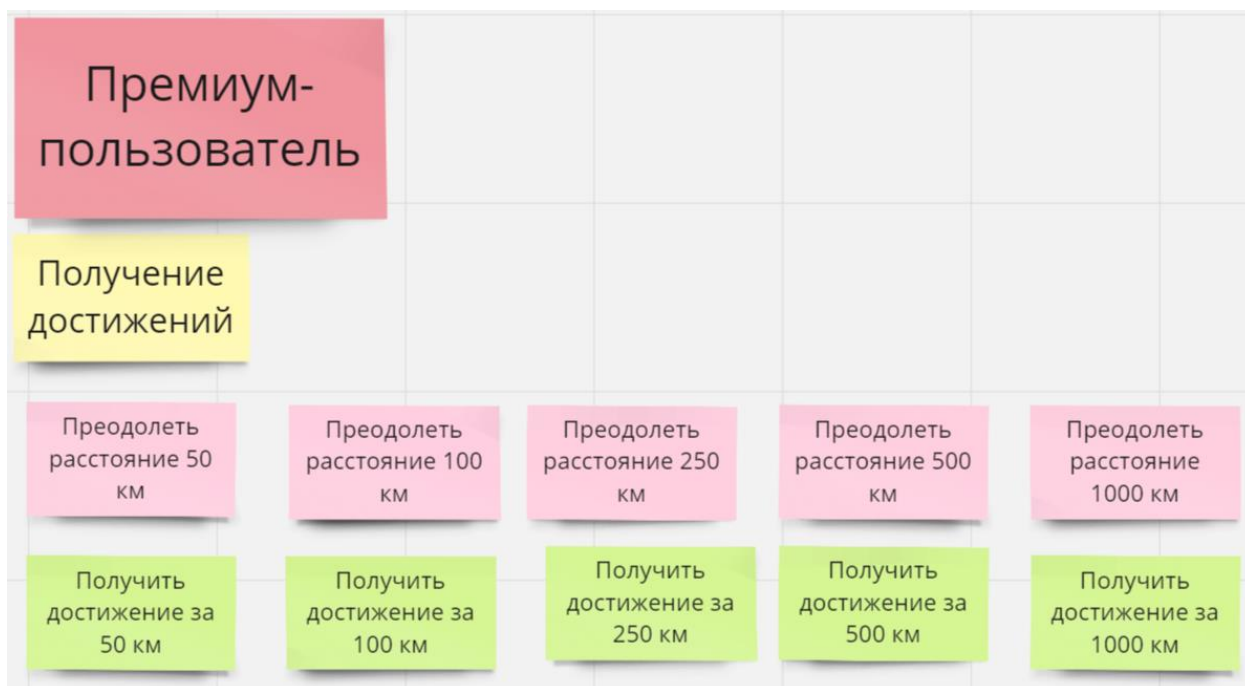 Премиум-
пользователь
Получение
достижений
Преодолеть
расстояние 50
км
Преодолеть
расстояние 100
км
Преодолеть
расстояние 250
км
Преодолеть
расстояние 500
км
Преодолеть
расстояние
1000 км
Получить
достижение за
50 км
Получить
достижение за
100 км
Получить
достижение за
250 км
Получить
достижение за
500 км
Получить
достижение за
1000 км